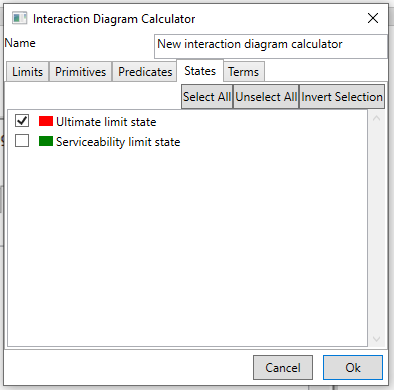 Interaction Diagram Calculator
Name New interaction diagram calculator
Limits Primitives Predicates States Terms
Select All Unselect All Invert Selection
Ultimate limit state
Serviceability limit state
Cancel Ok